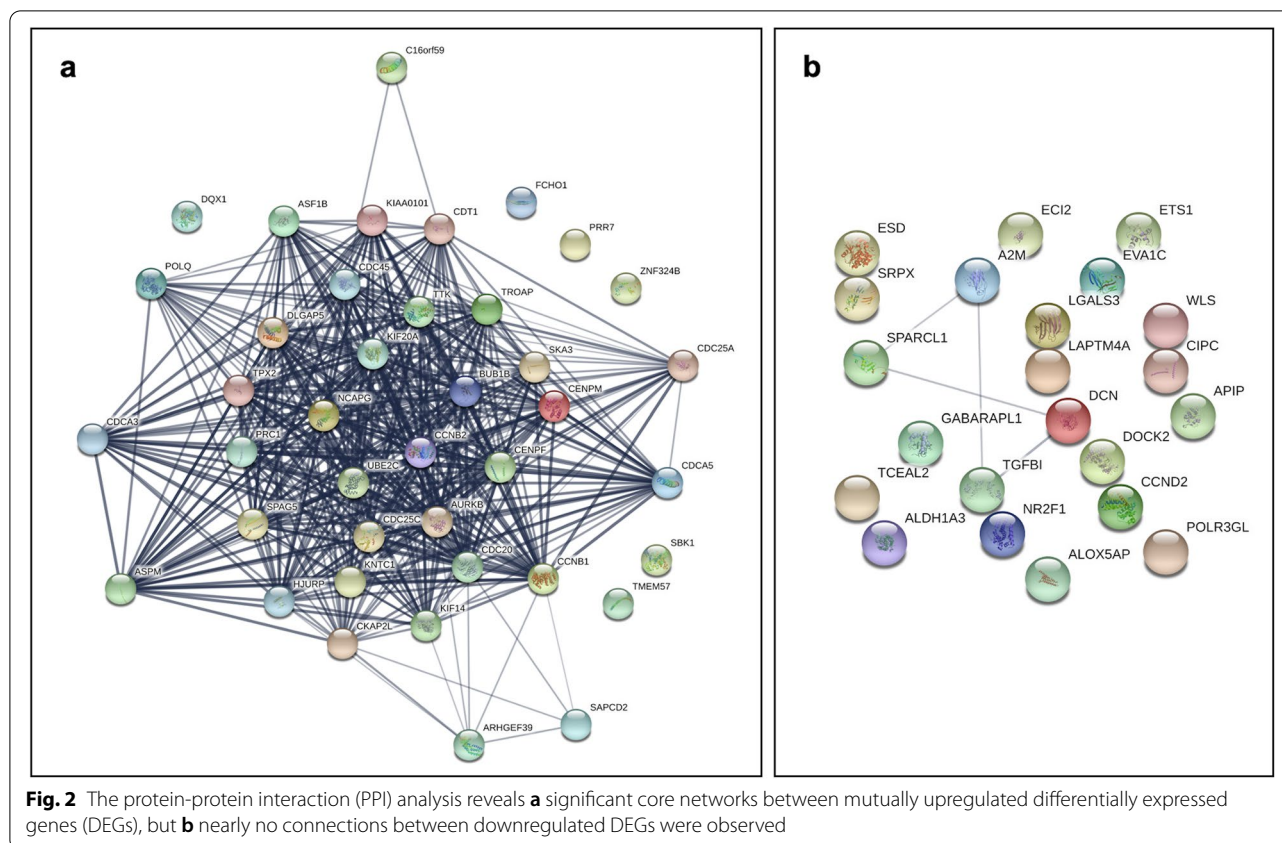 a
C16orf59
DQX1
FCHO1
ASF1B
KIAA0101
CDT1
PRR7
POLQ
CDC45
ZNF324B
TTK
TROAP
DLGAP5
KIF20A
SKA3
CDC25A
TPX2
BUB1B
CENPM
NCAPG
CDCA3
PRC1
CCNB2
CENPF
UBE2C
CDCA5
SPAG5
AURKB
CDC25C
SBK1
CDC20
ASPM
KNTC1
CCNB1
HJURP
TMEM57
KIF14
CKAP2L
SAPCD2
ARHGEF39
b
ECI2
ETS1
ESD
A2M
EVA1C
SRPX
LGALS3
WLS
SPARCL1
LAPTM4A
CIPC
DCN
APIP
GABARAPL1
DOCK2
TCEAL2
TGFBI
CCND2
ALDH1A3
NR2F1
POLR3GL
ALOX5AP
Fig. 2 The protein-protein interaction (PPI) analysis reveals a significant core networks between mutually upregulated differentially expressed
genes (DEGs), but b nearly no connections between downregulated DEGs were observed